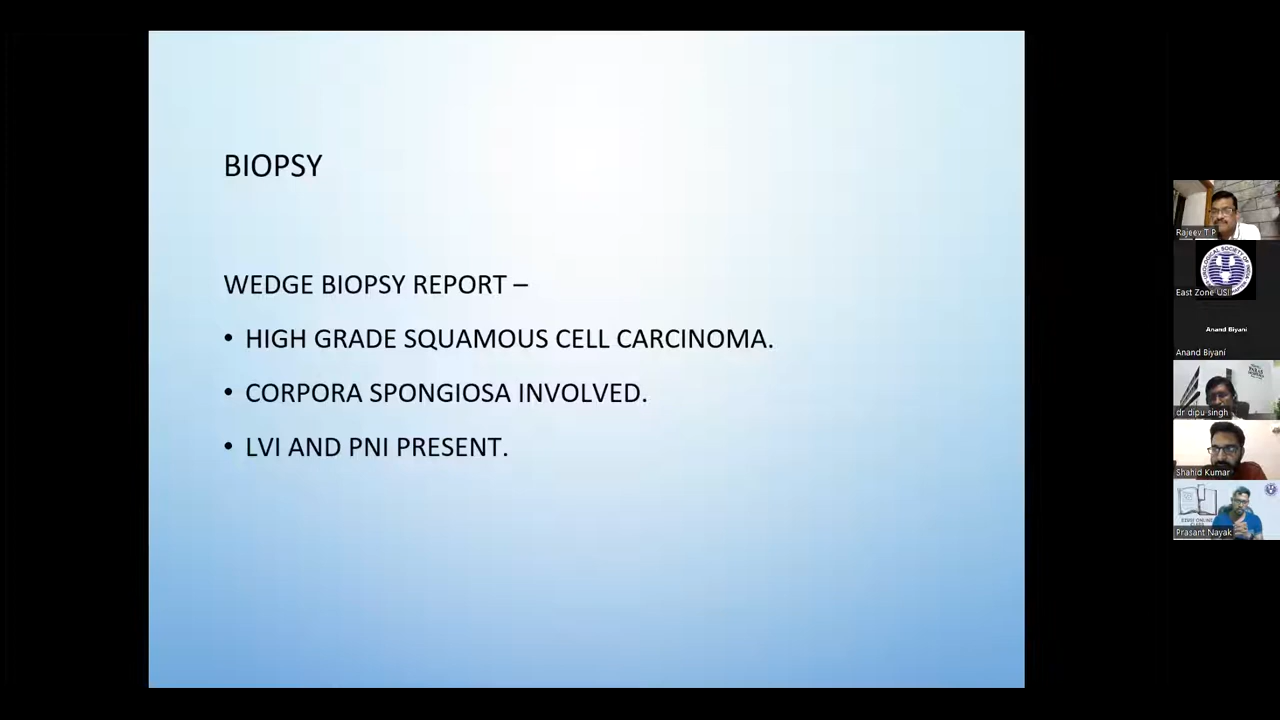 BIOPSY
WEDGE BIOPSY REPORT –
• HIGH GRADE SQUAMOUS CELL CARCINOMA.
• CORPORA SPONGIOSA INVOLVED.
• LVI AND PNI PRESENT.
Rajeev T P
East Zone USI
Anand Biyani
Anand Biyani
dr dipu singh
Shahid Kumar
Prasant Nayak